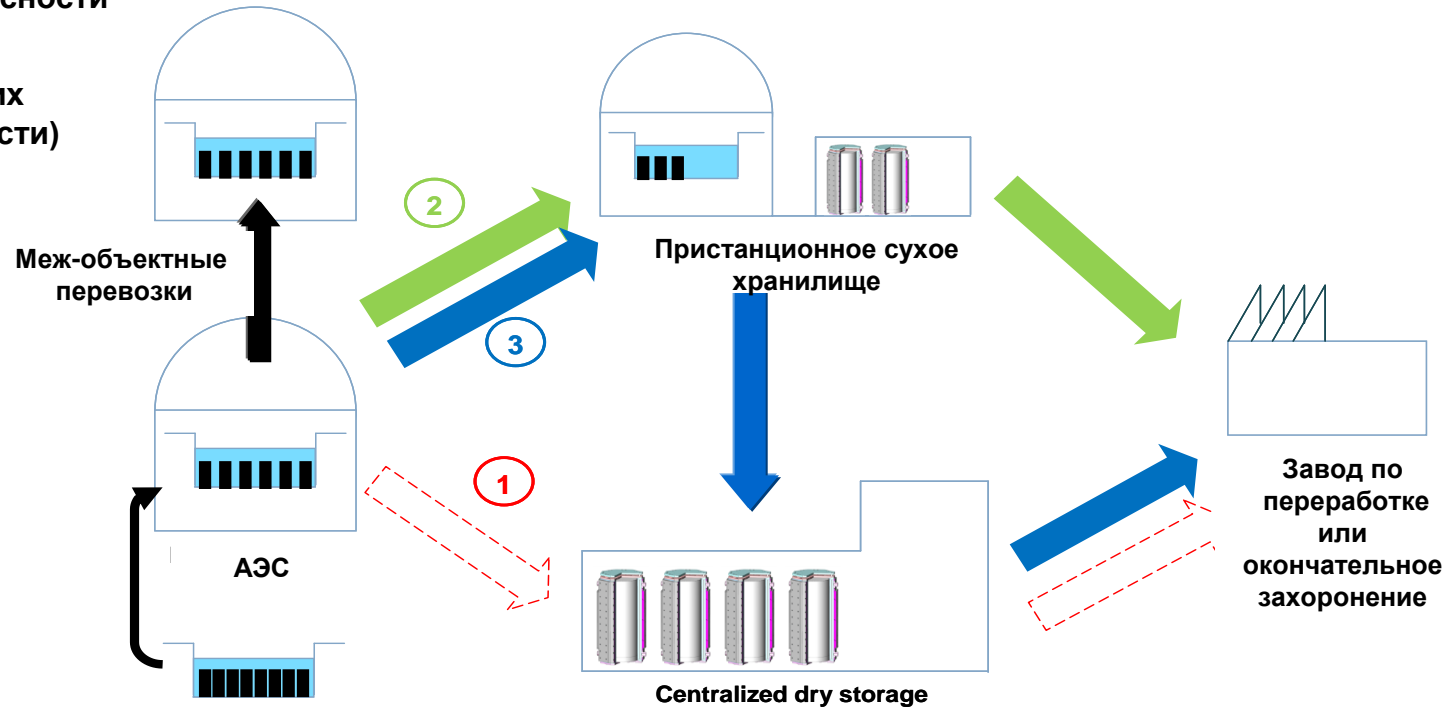 сности
их
сти)
2
Меж-объектные
перевозки
Пристанционное сухое
хранилище
3
1
АЭС
Завод по
переработке
или
окончательное
захоронение
Centralized dry storage